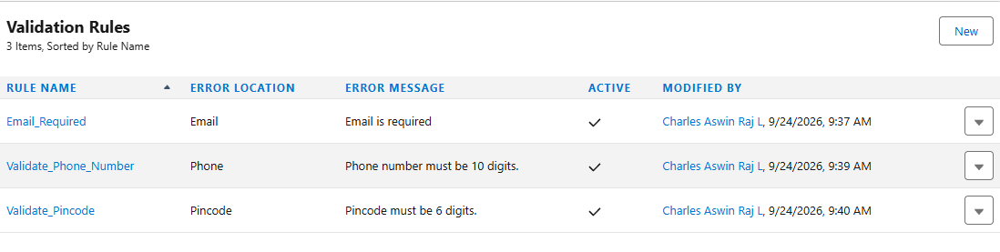 Validation Rules
3 Items, Sorted by Rule Name
New
RULE NAME ERROR LOCATION ERROR MESSAGE ACTIVE MODIFIED BY
Email_Required Email Email is required Charles Aswin Raj L, 9/24/2026, 9:37 AM
Validate_Phone_Number Phone Phone number must be 10 digits. Charles Aswin Raj L, 9/24/2026, 9:39 AM
Validate_Pincode Pincode Pincode must be 6 digits. Charles Aswin Raj L, 9/24/2026, 9:40 AM